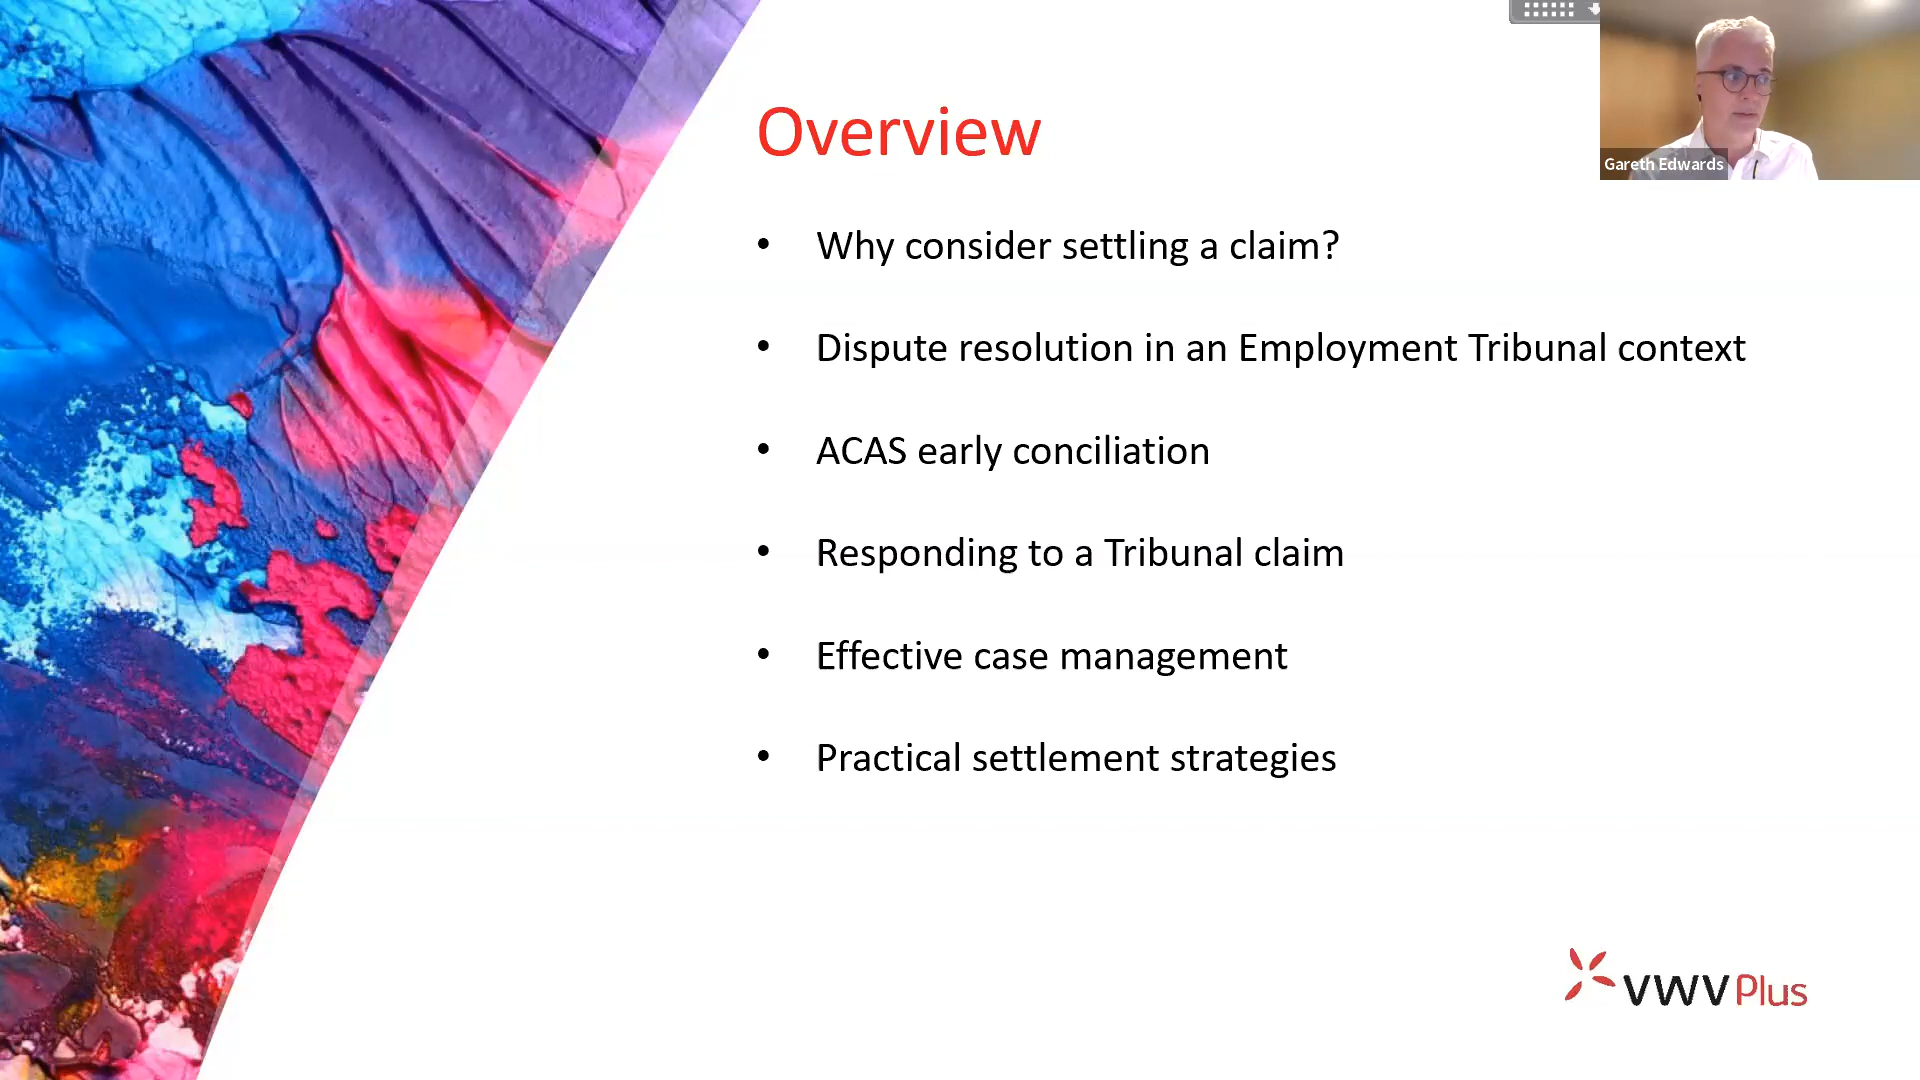 Overview
Gareth Edwards
• Why consider settling a claim?
• Dispute resolution in an Employment Tribunal context
• ACAS early conciliation
• Responding to a Tribunal claim
• Effective case management
• Practical settlement strategies
VWV Plus